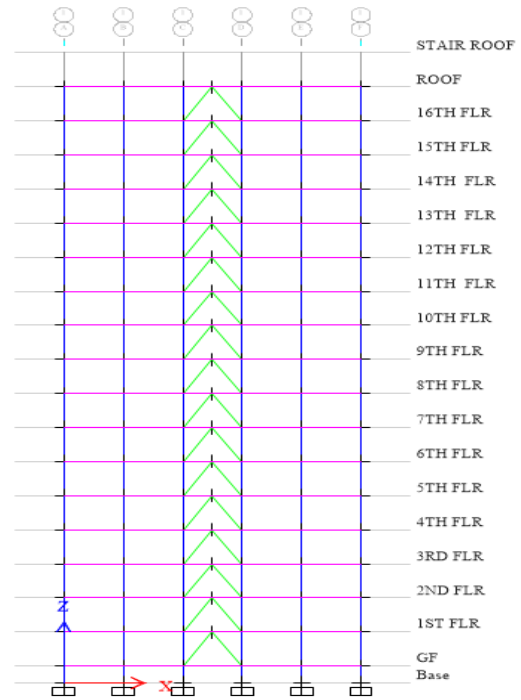 A B C D E F
STAIR ROOF
ROOF
16TH FLR
15TH FLR
14TH FLR
13TH FLR
12TH FLR
11TH FLR
10TH FLR
9TH FLR
8TH FLR
7TH FLR
6TH FLR
5TH FLR
4TH FLR
3RD FLR
2ND FLR
Z
1ST FLR
GF
Base
X